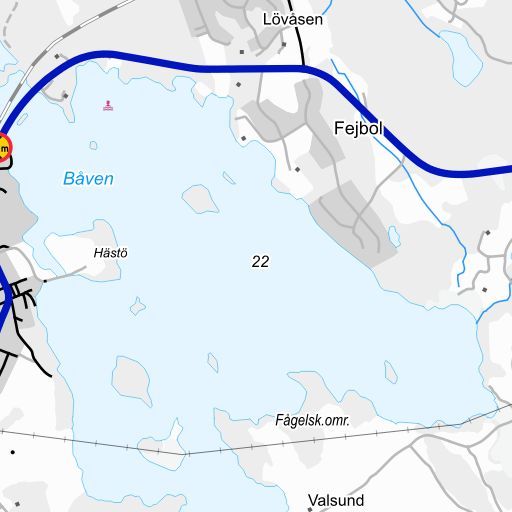 Lövåsen
Fejbol
m
Båven
Hästö
22
Fågelsk.omr.
Valsund